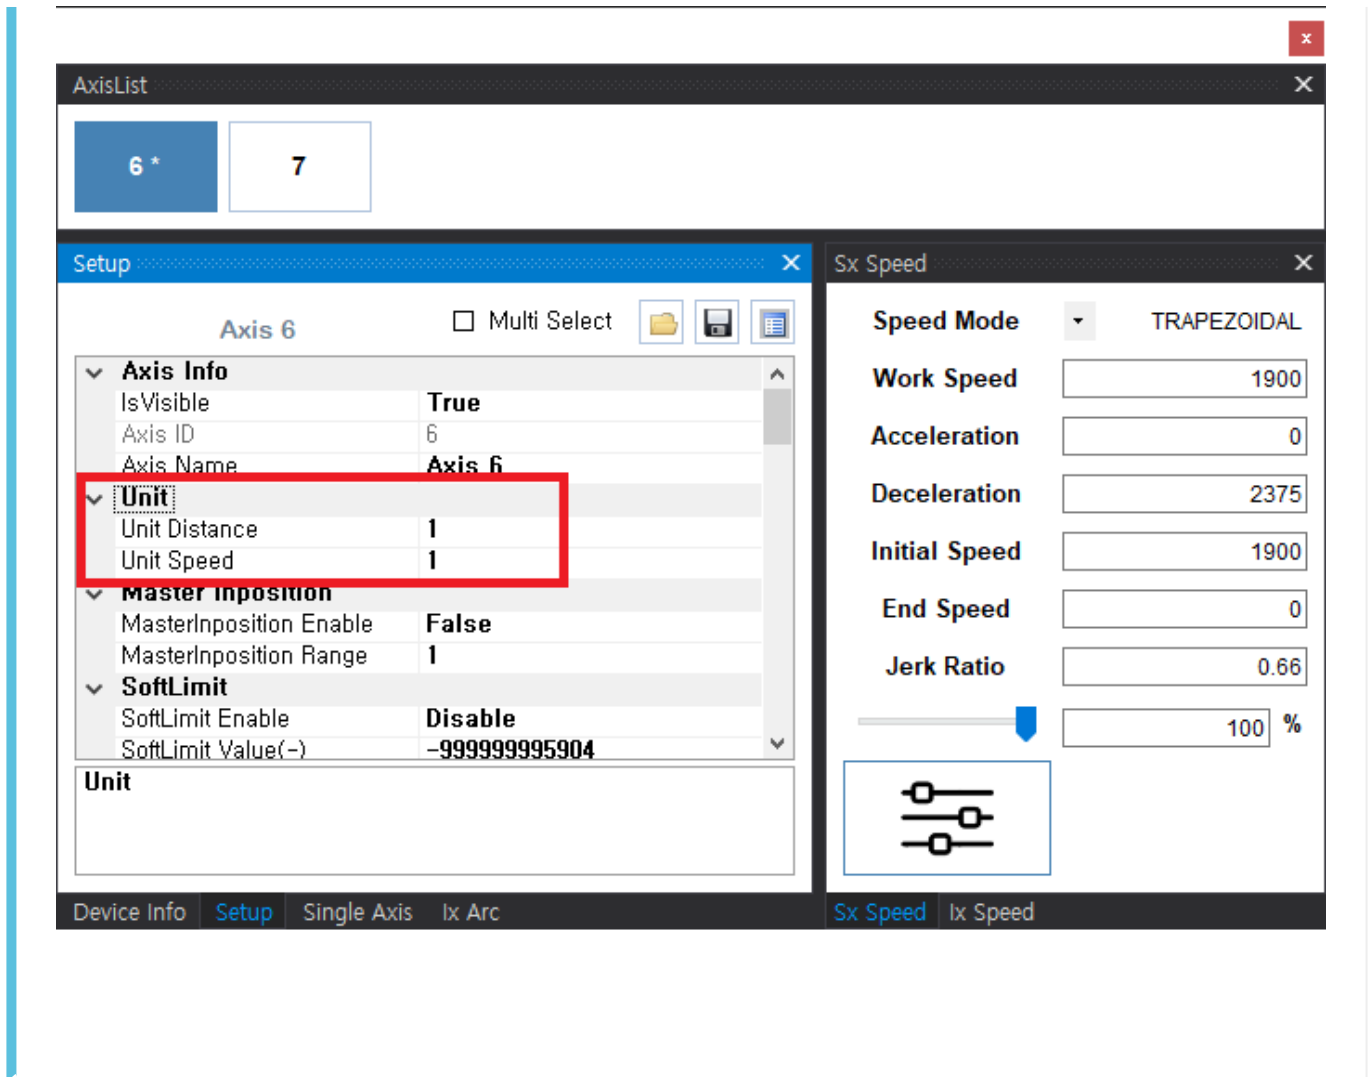 x
AxisList
6 *
7
Setup
Axis 6
Multi Select
Axis Info
IsVisible True
Axis ID 6
Axis Name Axis 6
Unit
Unit Distance 1
Unit Speed 1
Master Inposition
MasterInposition Enable False
MasterInposition Range 1
SoftLimit
SoftLimit Enable Disable
SoftLimit Value(-) -999999995904
Unit
Device Info Setup Single Axis Ix Arc
Sx Speed
Speed Mode TRAPEZOIDAL
Work Speed 1900
Acceleration 0
Deceleration 2375
Initial Speed 1900
End Speed 0
Jerk Ratio 0.66
100 %
Sx Speed Ix Speed